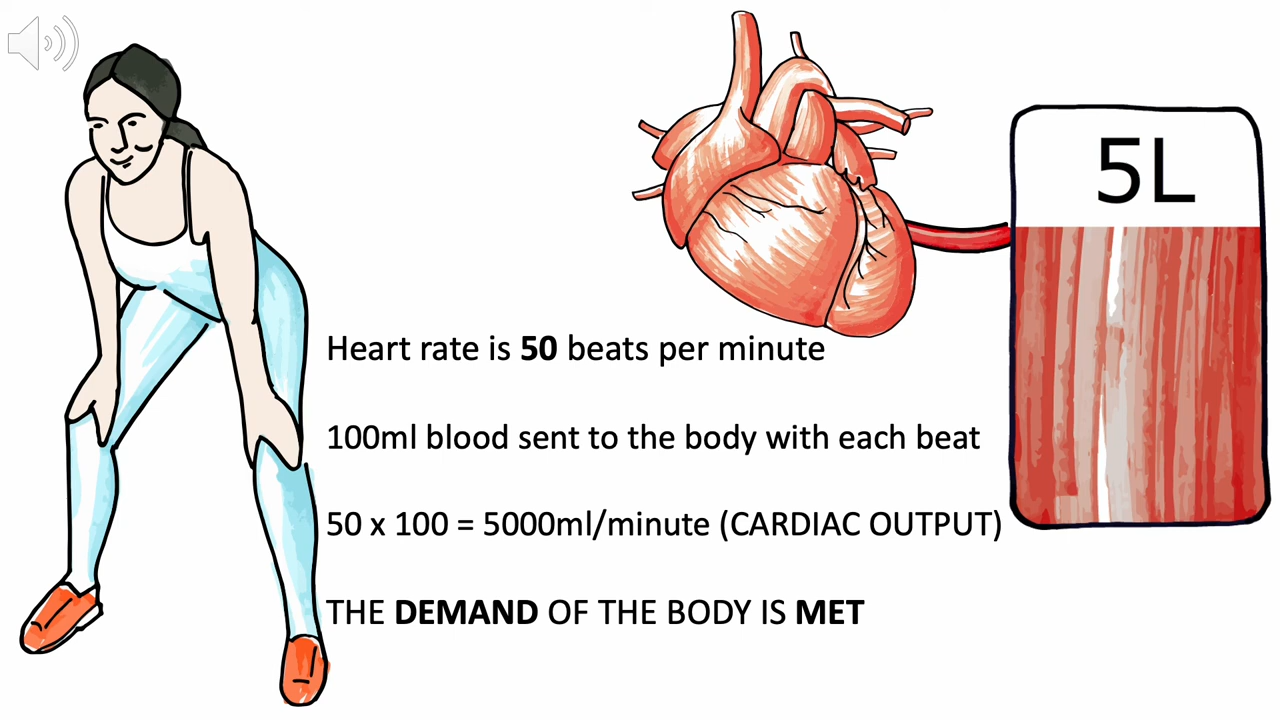 5L
Heart rate is 50 beats per minute
100ml blood sent to the body with each beat
50 x 100 = 5000ml/minute (CARDIAC OUTPUT)
THE DEMAND OF THE BODY IS MET